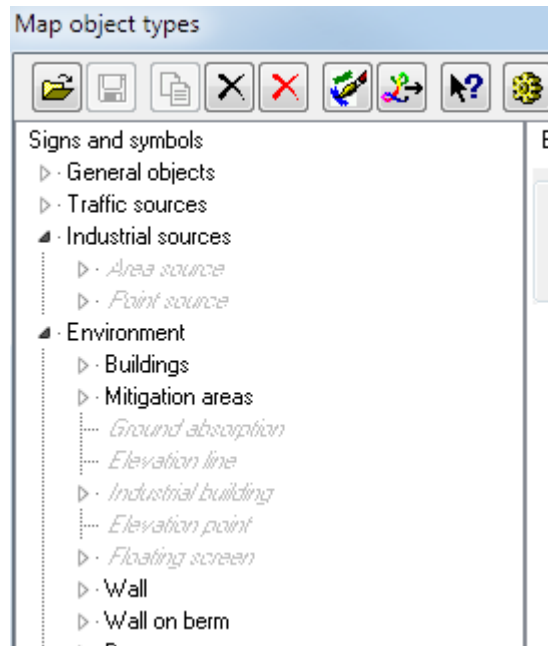 Map object types
Signs and symbols
General objects
Traffic sources
Industrial sources
Area source
Point source
Environment
Buildings
Mitigation areas
Ground absorption
Elevation line
Industrial building
Elevation point
Floating screen
Wall
Wall on berm